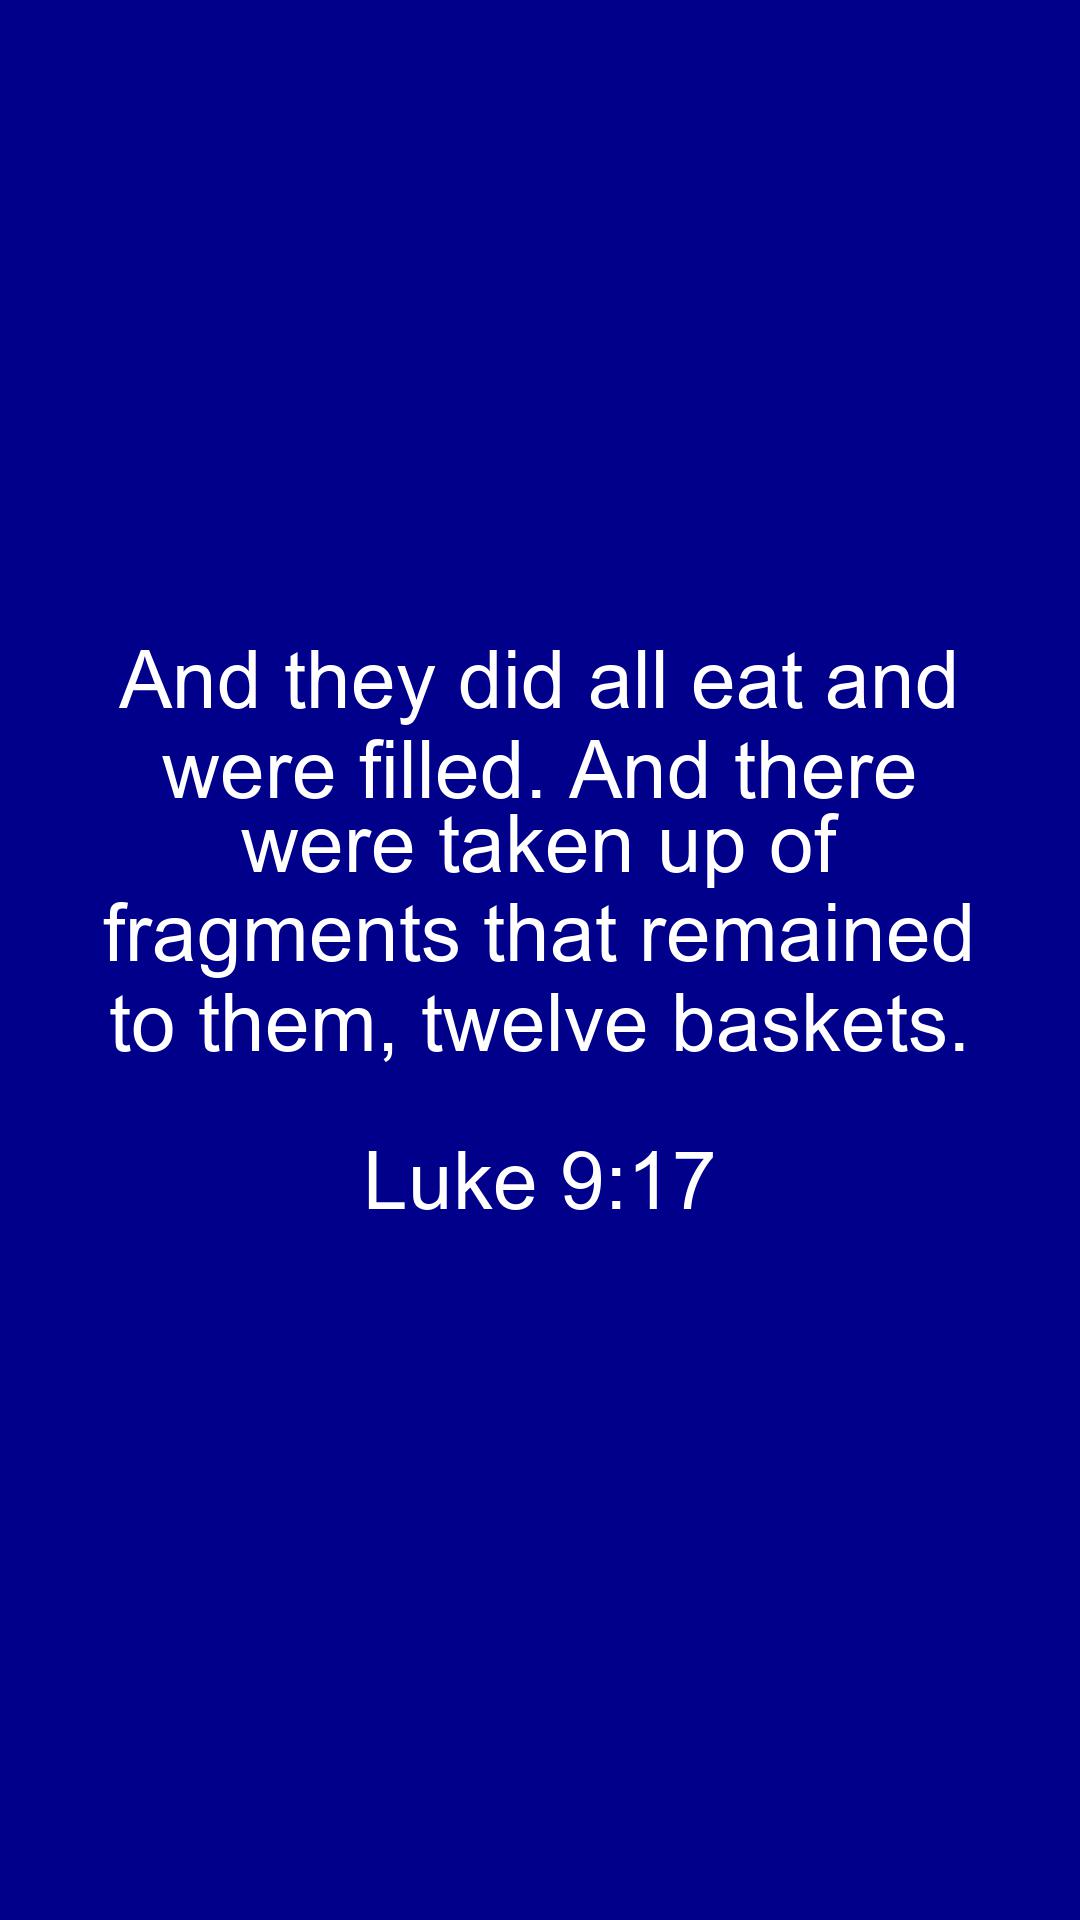 And they did all eat and
were filled. And there
were taken up of
fragments that remained
to them, twelve baskets.
Luke 9:17